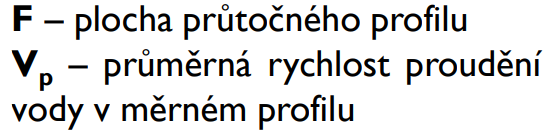 F – plocha průtočného profilu
Vp – průměrná rychlost proudění
vody v měrném profilu